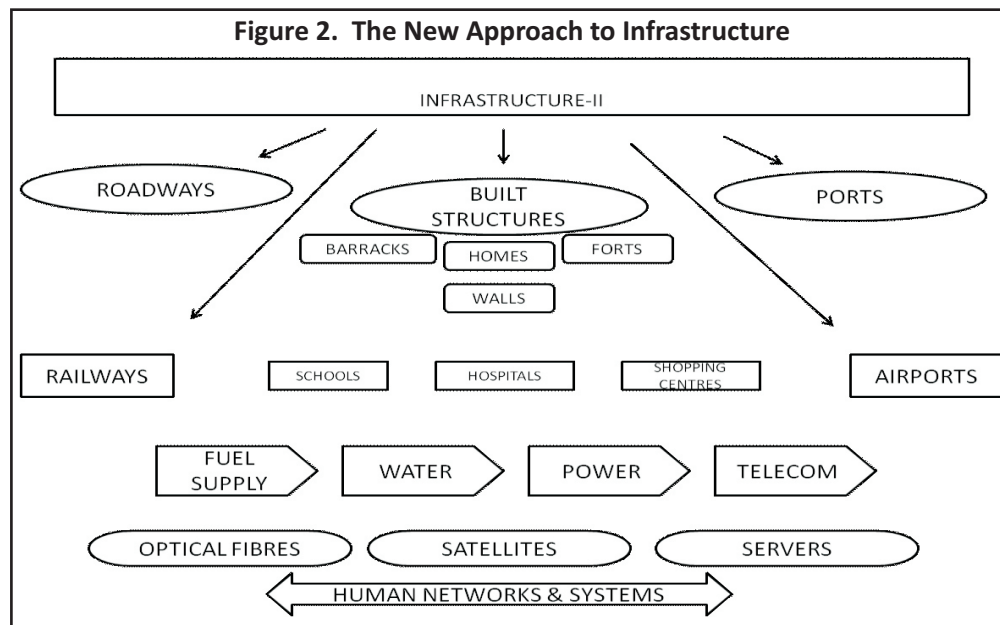 Figure 2.  The New Approach to Infrastructure
INFRASTRUCTURE-II
ROADWAYS
BUILT
STRUCTURES
PORTS
BARRACKS
HOMES
FORTS
WALLS
RAILWAYS
SCHOOLS
HOSPITALS
SHOPPING
CENTRES
AIRPORTS
FUEL
SUPPLY
WATER
POWER
TELECOM
OPTICAL FIBRES
SATELLITES
SERVERS
HUMAN NETWORKS & SYSTEMS